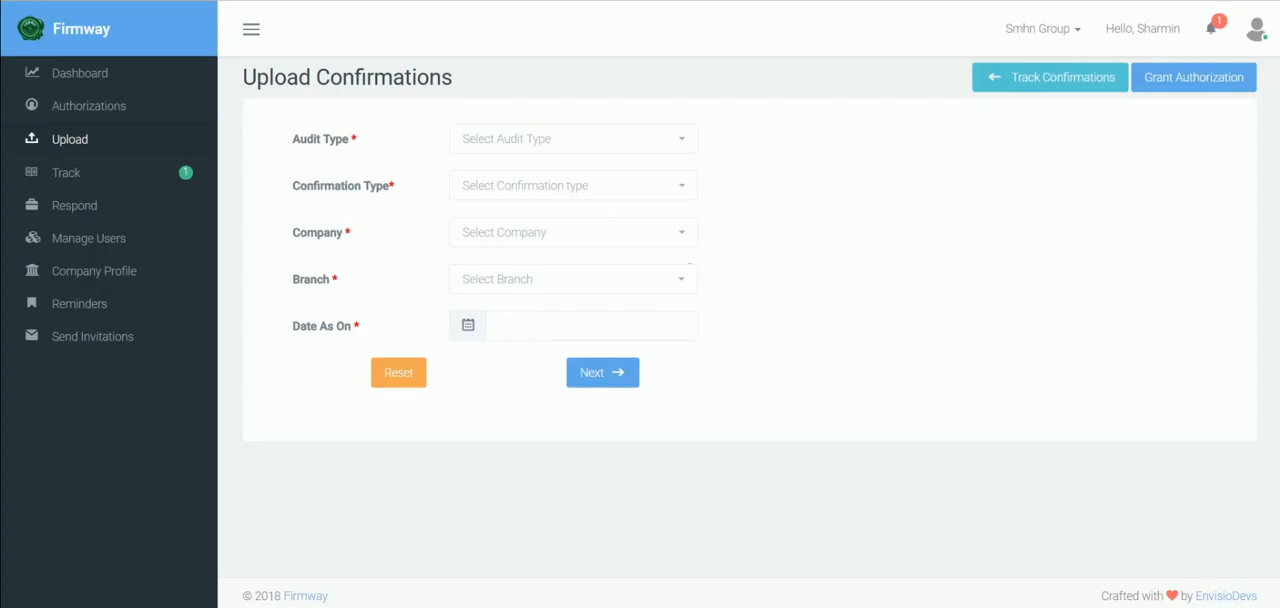 Firmway
Smhn Group
Hello, Sharmin
1
Dashboard
Authorizations
Upload
Track
1
Respond
Manage Users
Company Profile
Reminders
Send Invitations
Upload Confirmations
Track Confirmations
Grant Authorization
Audit Type *
Select Audit Type
Confirmation Type*
Select Confirmation type
Company *
Select Company
Branch *
Select Branch
Date As On *
Reset
Next
© 2018 Firmway
Crafted with ❤ by EnvisioDevs